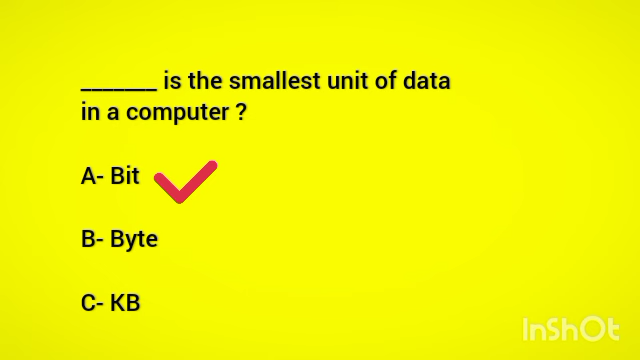 _______ is the smallest unit of data
in a computer ?
A- Bit
B- Byte
C- KB
InShOt